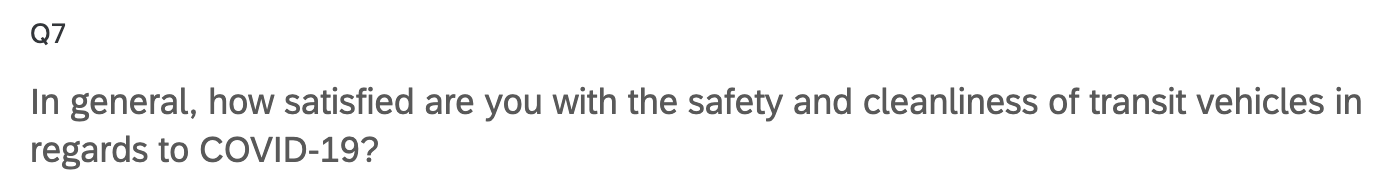 Q7
In general, how satisfied are you with the safety and cleanliness of transit vehicles in
regards to COVID-19?